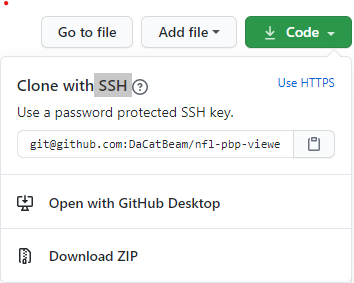 Go to file Add file Code
Clone with SSH ? Use HTTPS
Use a password protected SSH key.
git@github.com:DaCatBeam/nfl-pbp-viewe
Open with GitHub Desktop
Download ZIP